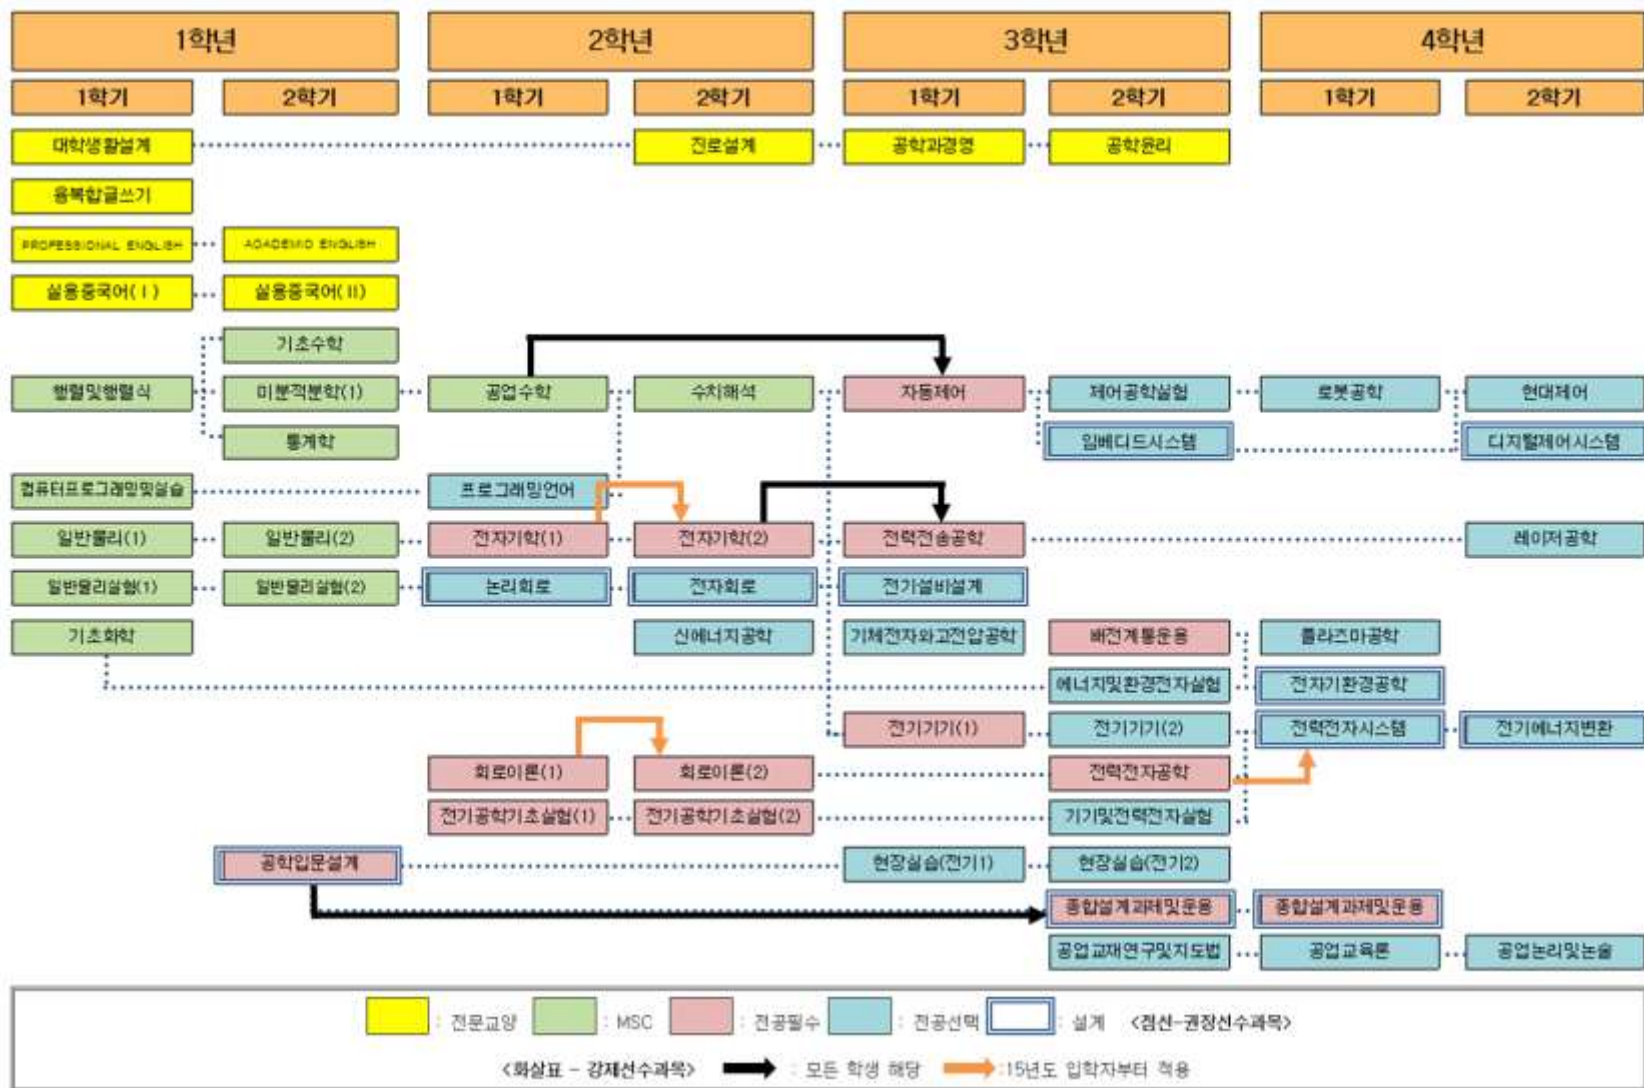 1학년 2학년 3학년 4학년
1학기 2학기 1학기 2학기 1학기 2학기 1학기 2학기
대학생활설계 진로설계 공학과경영 공학윤리
융복합글쓰기
PROFESSIONAL ENGLISH ACADEMIC ENGLISH
실용중국어(I) 실용중국어(II)
기초수학
행렬및행렬식 미분적분학(1) 공업수학 수치해석 자동제어 제어공학실험 로봇공학 현대제어
통계학 임베디드시스템 디지털제어시스템
컴퓨터프로그래밍및실습 프로그래밍언어
일반물리(1) 일반물리(2) 전자기학(1) 전자기학(2) 전력전송공학 레이저공학
일반물리실험(1) 일반물리실험(2) 논리회로 전자회로 전기설비설계
기초화학 신에너지공학 기체전자와고전압공학 배전계통운용 플라즈마공학
에너지및환경전자실험 전자기환경공학
전기기기(1) 전기기기(2) 전력전자시스템 전기에너지변환
회로이론(1) 회로이론(2) 전력전자공학
전기공학기초실험(1) 전기공학기초실험(2) 기기및전력전자실험
공학입문설계 현장실습(전기1) 현장실습(전기2)
종합설계과제및운용 종합설계과제및운용
공업교재연구및지도법 공업교육론 공업논리및논술
: 전문교양 : MSC : 전공필수 : 전공선택 : 설계 <점선-권장선수과목>
<화살표 - 강제선수과목> : 모든 학생 해당 :15년도 입학자부터 적용